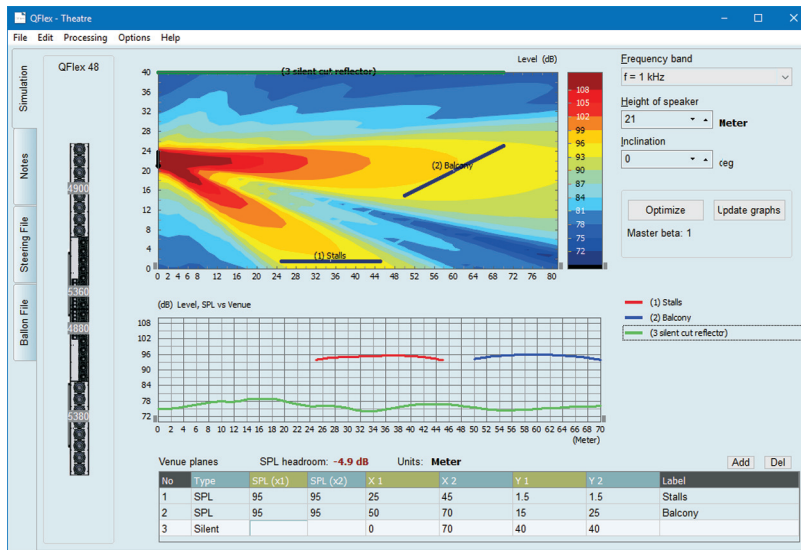 QFlex - Theatre
File Edit Processing Options Help
Simulation
Notes
Steering File
Ballon File
QFlex 48
4900
5360
4880
5380
Level (dB)
(3 silent cut reflector)
40
36
32
28
24
20
16
12
8
4
0
(2) Balcony
(1) Stalls
0 2 4 6 8 12 16 20 24 28 32 36 40 44 48 52 56 60 64 68 72 76 80
108
105
102
99
96
93
90
87
84
81
78
75
72
Frequency band
f = 1 kHz
Height of speaker
21 Meter
Inclination
0 ceg
Optimize Update graphs
Master beta: 1
(dB) Level, SPL vs Venue
108
102
96
90
84
78
72
0 2 4 6 8 10 12 14 16 18 20 22 24 26 28 30 32 34 36 38 40 42 44 46 48 50 52 54 56 58 60 62 64 66 68 70
(Meter)
(1) Stalls
(2) Balcony
(3 silent cut reflector)
Venue planes SPL headroom: -4.9 dB Units: Meter Add Del
No Type SPL (x1) SPL (x2) X 1 X 2 Y 1 Y 2 Label
1 SPL 95 95 25 45 1.5 1.5 Stalls
2 SPL 95 95 50 70 15 25 Balcony
3 Silent 0 70 40 40